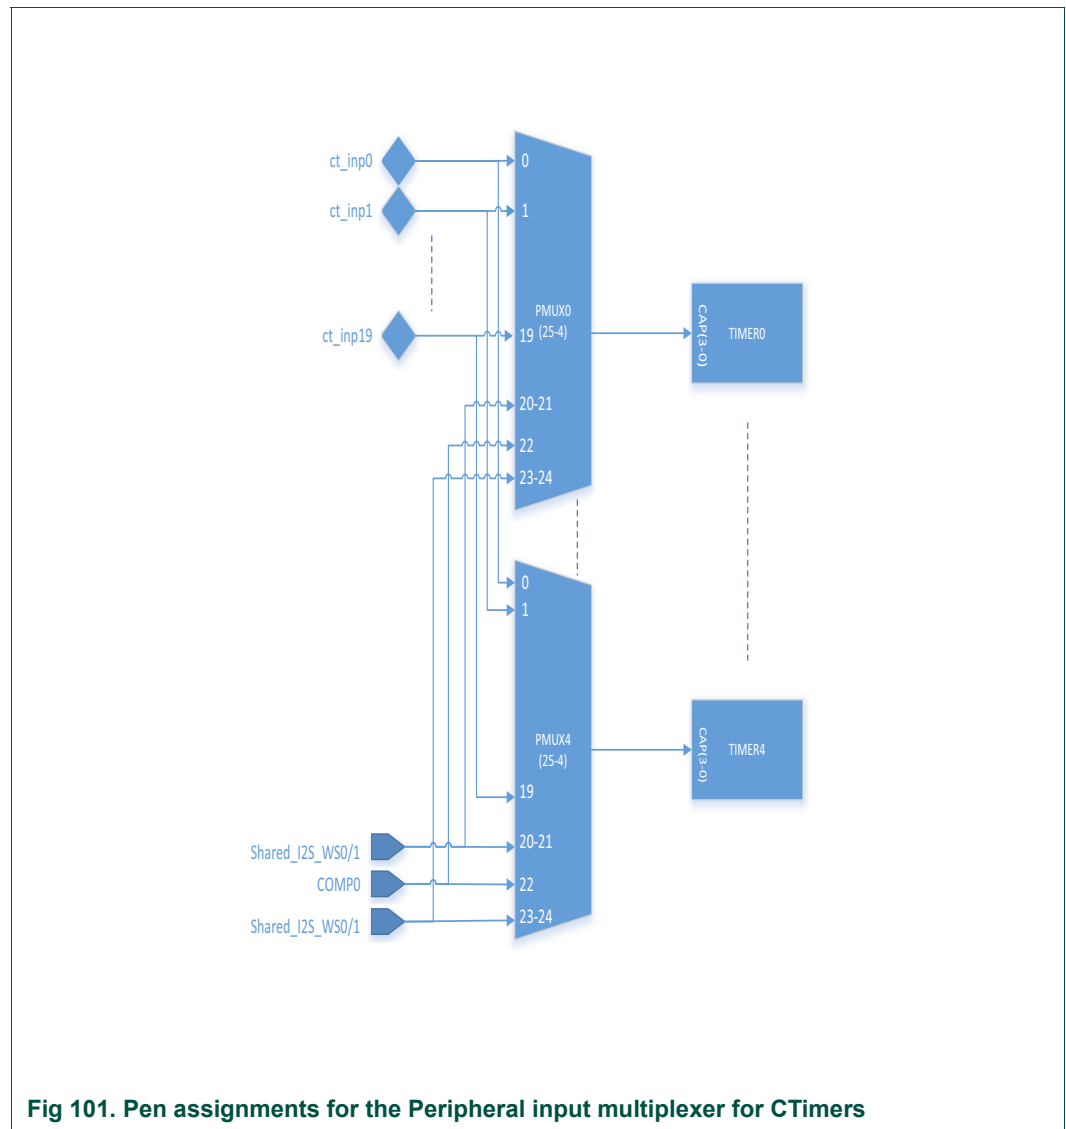 ct_inp0
0
ct_inp1
1
PMUX0
(25-4)
ct_inp19
19
CAP(3-0)
TIMER0
20-21
22
23-24
0
1
PMUX4
(25-4)
CAP(3-0)
TIMER4
19
Shared_I2S_WS0/1
20-21
COMP0
22
Shared_I2S_WS0/1
23-24
Fig 101. Pen assignments for the Peripheral input multiplexer for CTimers